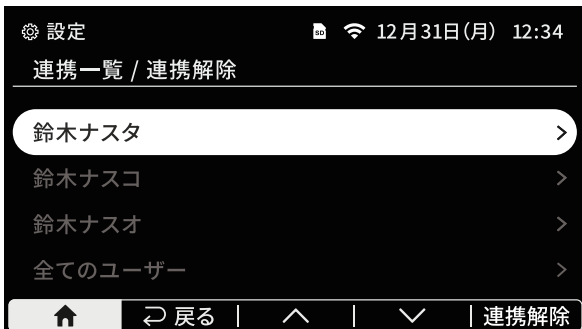 設定 12月31日(月) 12:34
連携一覧 / 連携解除
鈴木ナスタ
鈴木ナスコ
鈴木ナスオ
全てのユーザー
戻る 連携解除